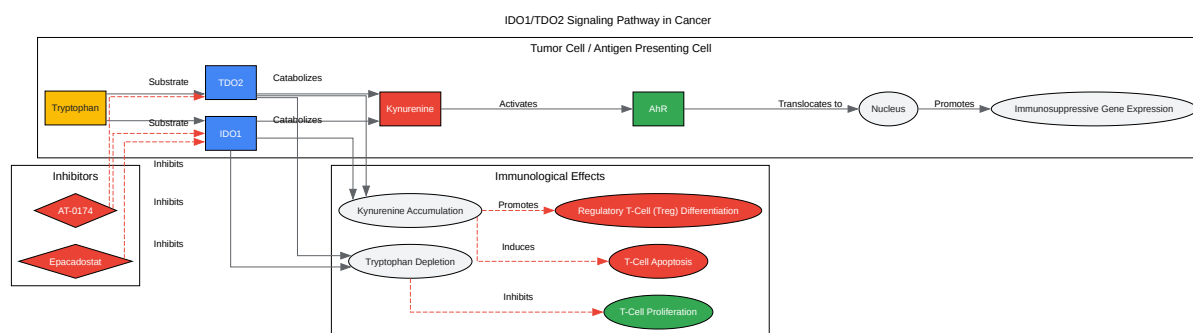 IDO1/TDO2 Signaling Pathway in Cancer
Tumor Cell / Antigen Presenting Cell
Substrate
TDO2
Catabolizes
Tryptophan
Kynurenine
Activates
AhR
Translocates to
Nucleus
Promotes
Immunosuppressive Gene Expression
Substrate
IDO1
Catabolizes
Inhibits
Inhibitors
AT-0174
Inhibits
Epacadostat
Inhibits
Immunological Effects
Kynurenine Accumulation
Promotes
Regulatory T-Cell (Treg) Differentiation
Induces
Tryptophan Depletion
T-Cell Apoptosis
Inhibits
T-Cell Proliferation